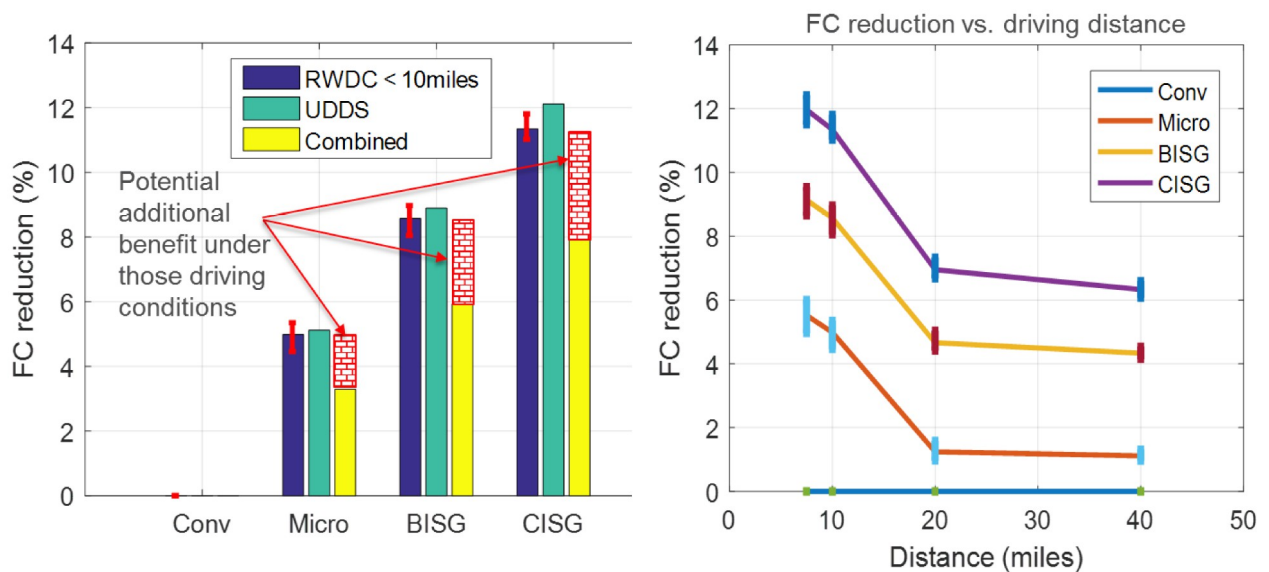 FC reduction (%)
14
12
10
8
6
4
2
0
RWDC < 10miles
UDDS
Combined
Potential
additional
benefit under
those driving
conditions
Conv
Micro
BISG
CISG
FC reduction vs. driving distance
FC reduction (%)
14
12
10
8
6
4
2
0
Conv
Micro
BISG
CISG
0
10
20
30
40
50
Distance (miles)